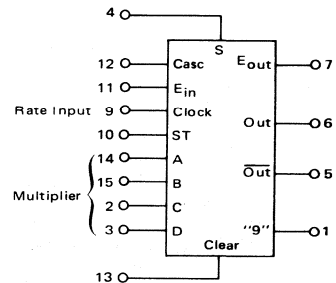 4
S
12 Casc Eout 7
11 Ein
Rate Input 9 Clock
Out 6
10 ST
14 A
Out 5
Multiplier 15 B
2 C
3 D "9" 1
Clear
13